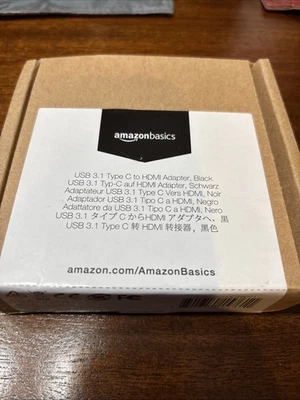 amazonbasics
USB 3.1 Type C to HDMI Adapter, Black
USB 3.1 Typ-C auf HDMI Adapter, Schwarz
Adaptateur USB 3.1 Type C Vers HDMI, Noir
Adaptador USB 3.1 Tipo C a HDMI, Negro
Adattatore da USB 3.1 Tipo C a HDMI, Nero
USB 3.1 タイプ C から HDMI アダプタへ、黒
USB 3.1 Type C 转 HDMI 转接器，黑色
amazon.com/AmazonBasics